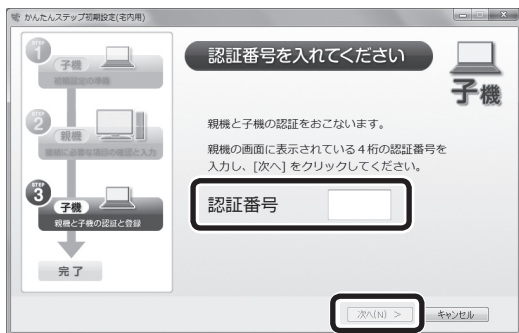 かんたんステップ初期設定(宅内用)
STEP
1
子機
初期設定の準備
STEP
2
親機
接続に必要な項目の確認と入力
STEP
3
子機
親機と子機の認証と登録
完了
認証番号を入れてください
子機
親機と子機の認証をおこないます。
親機の画面に表示されている4桁の認証番号を
入力し、[次へ] をクリックしてください。
認証番号
次へ(N) >
キャンセル